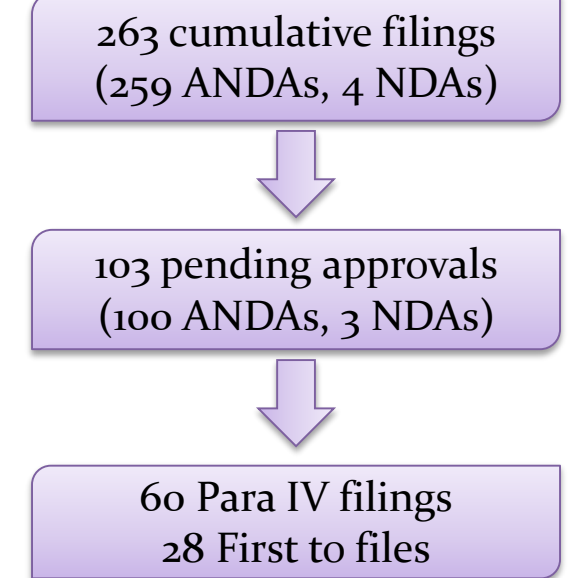 263 cumulative filings
(259 ANDAs, 4 NDAs)
103 pending approvals
(100 ANDAs, 3 NDAs)
60 Para IV filings
28 First to files